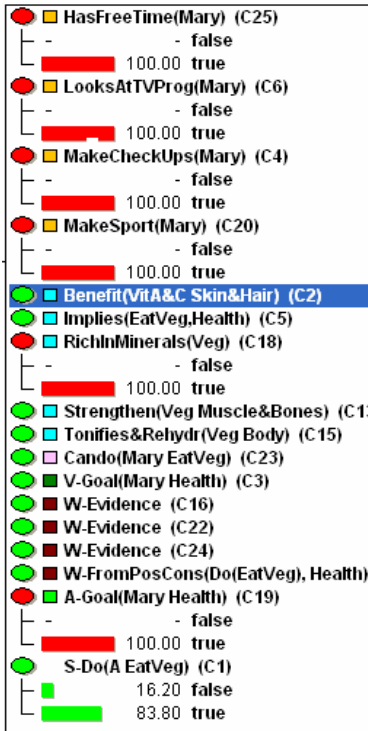 HasFreeTime(Mary) (C25)
- - false
100.00 true
LooksAtTVProg(Mary) (C6)
- - false
100.00 true
MakeCheckUps(Mary) (C4)
- - false
100.00 true
MakeSport(Mary) (C20)
- - false
100.00 true
Benefit(VitA&C Skin&Hair) (C2)
Implies(EatVeg,Health) (C5)
RichInMinerals(Veg) (C18)
- - false
100.00 true
Strengthen(Veg Muscle&Bones) (C13
Tonifies&Rehydr(Veg Body) (C15)
Cando(Mary EatVeg) (C23)
V-Goal(Mary Health) (C3)
W-Evidence (C16)
W-Evidence (C22)
W-Evidence (C24)
W-FromPosCons(Do(EatVeg), Health)
A-Goal(Mary Health) (C19)
- - false
100.00 true
S-Do(A EatVeg) (C1)
16.20 false
83.80 true